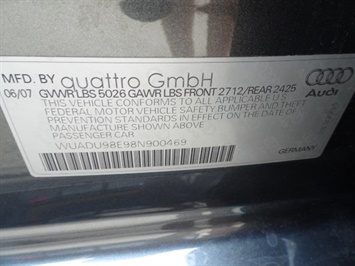 MFD. BY quattro GmbH
06/07 GVWR LBS 5026 GAWR LBS FRONT 2712/REAR 2425
THIS VEHICLE CONFORMS TO ALL APPLICABLE U.S.
FEDERAL MOTOR VEHICLE SAFETY, BUMPER AND THEFT
PREVENTION STANDARDS IN EFFECT ON THE DATE OF
MANUFACTURE SHOWN ABOVE.
PASSENGER CAR
WUADU98E98N900469
GERMANY
Audi